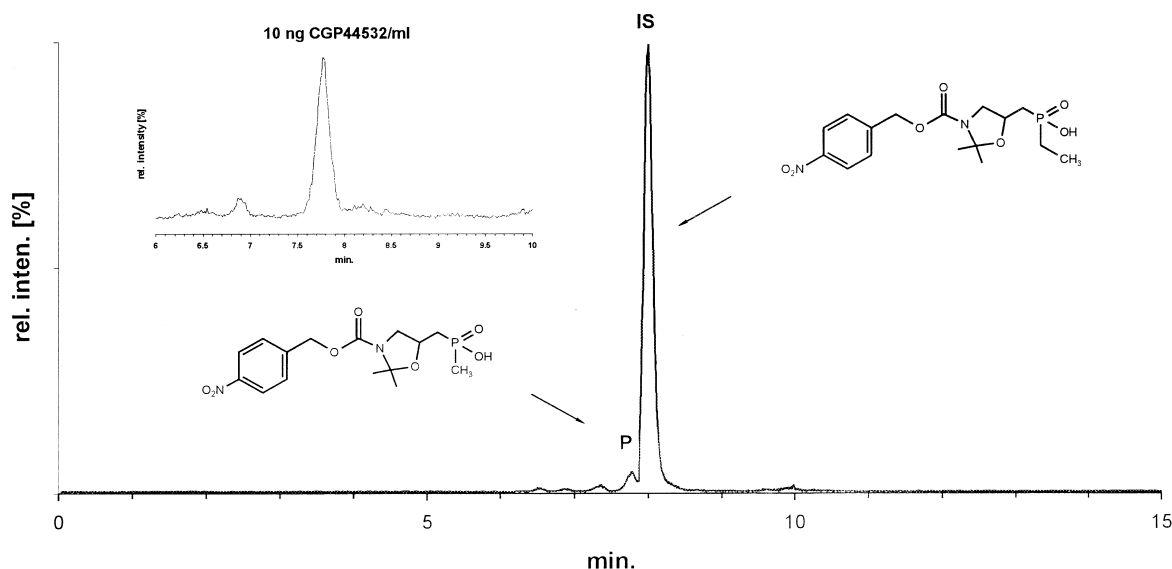 10 ng CGP44532/ml
rel. intensity [%]
6 6.5 7 7.5 8 8.5 9 9.5 10
min.
IS
O
O
N
O
P
O
OH
CH3
O2N
rel. inten. [%]
O
O
N
O
P
O
OH
CH3
O2N
P
0 5 10 15
min.